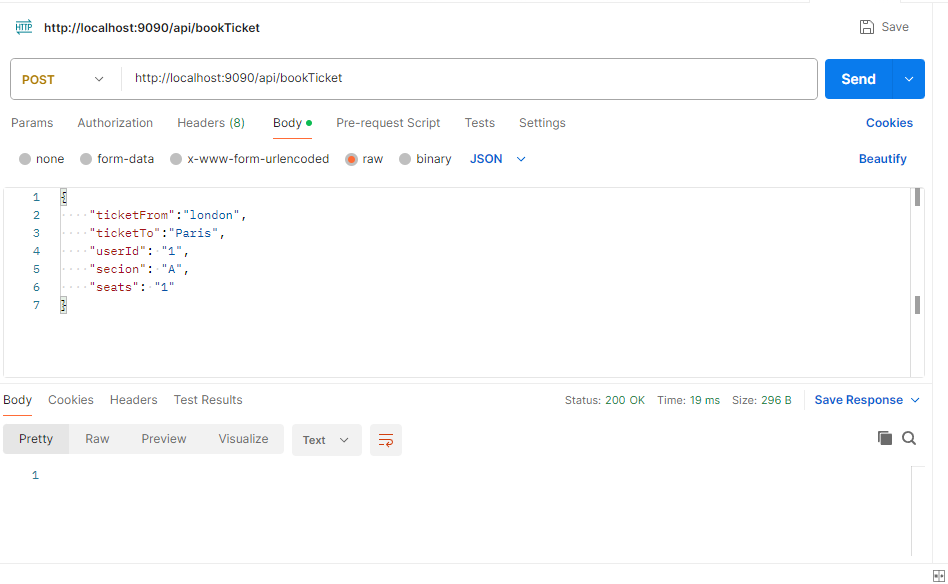 HTTP http://localhost:9090/api/bookTicket Save
POST http://localhost:9090/api/bookTicket Send
Params Authorization Headers (8) Body Pre-request Script Tests Settings Cookies
none form-data x-www-form-urlencoded raw binary JSON Beautify
1 {
2 ····"ticketFrom":"london",
3 ····"ticketTo":"Paris",
4 ····"userId":·"1",
5 ····"secion":·"A",
6 ····"seats":·"1"
7 }
Body Cookies Headers Test Results Status: 200 OK Time: 19 ms Size: 296 B Save Response
Pretty Raw Preview Visualize Text
1